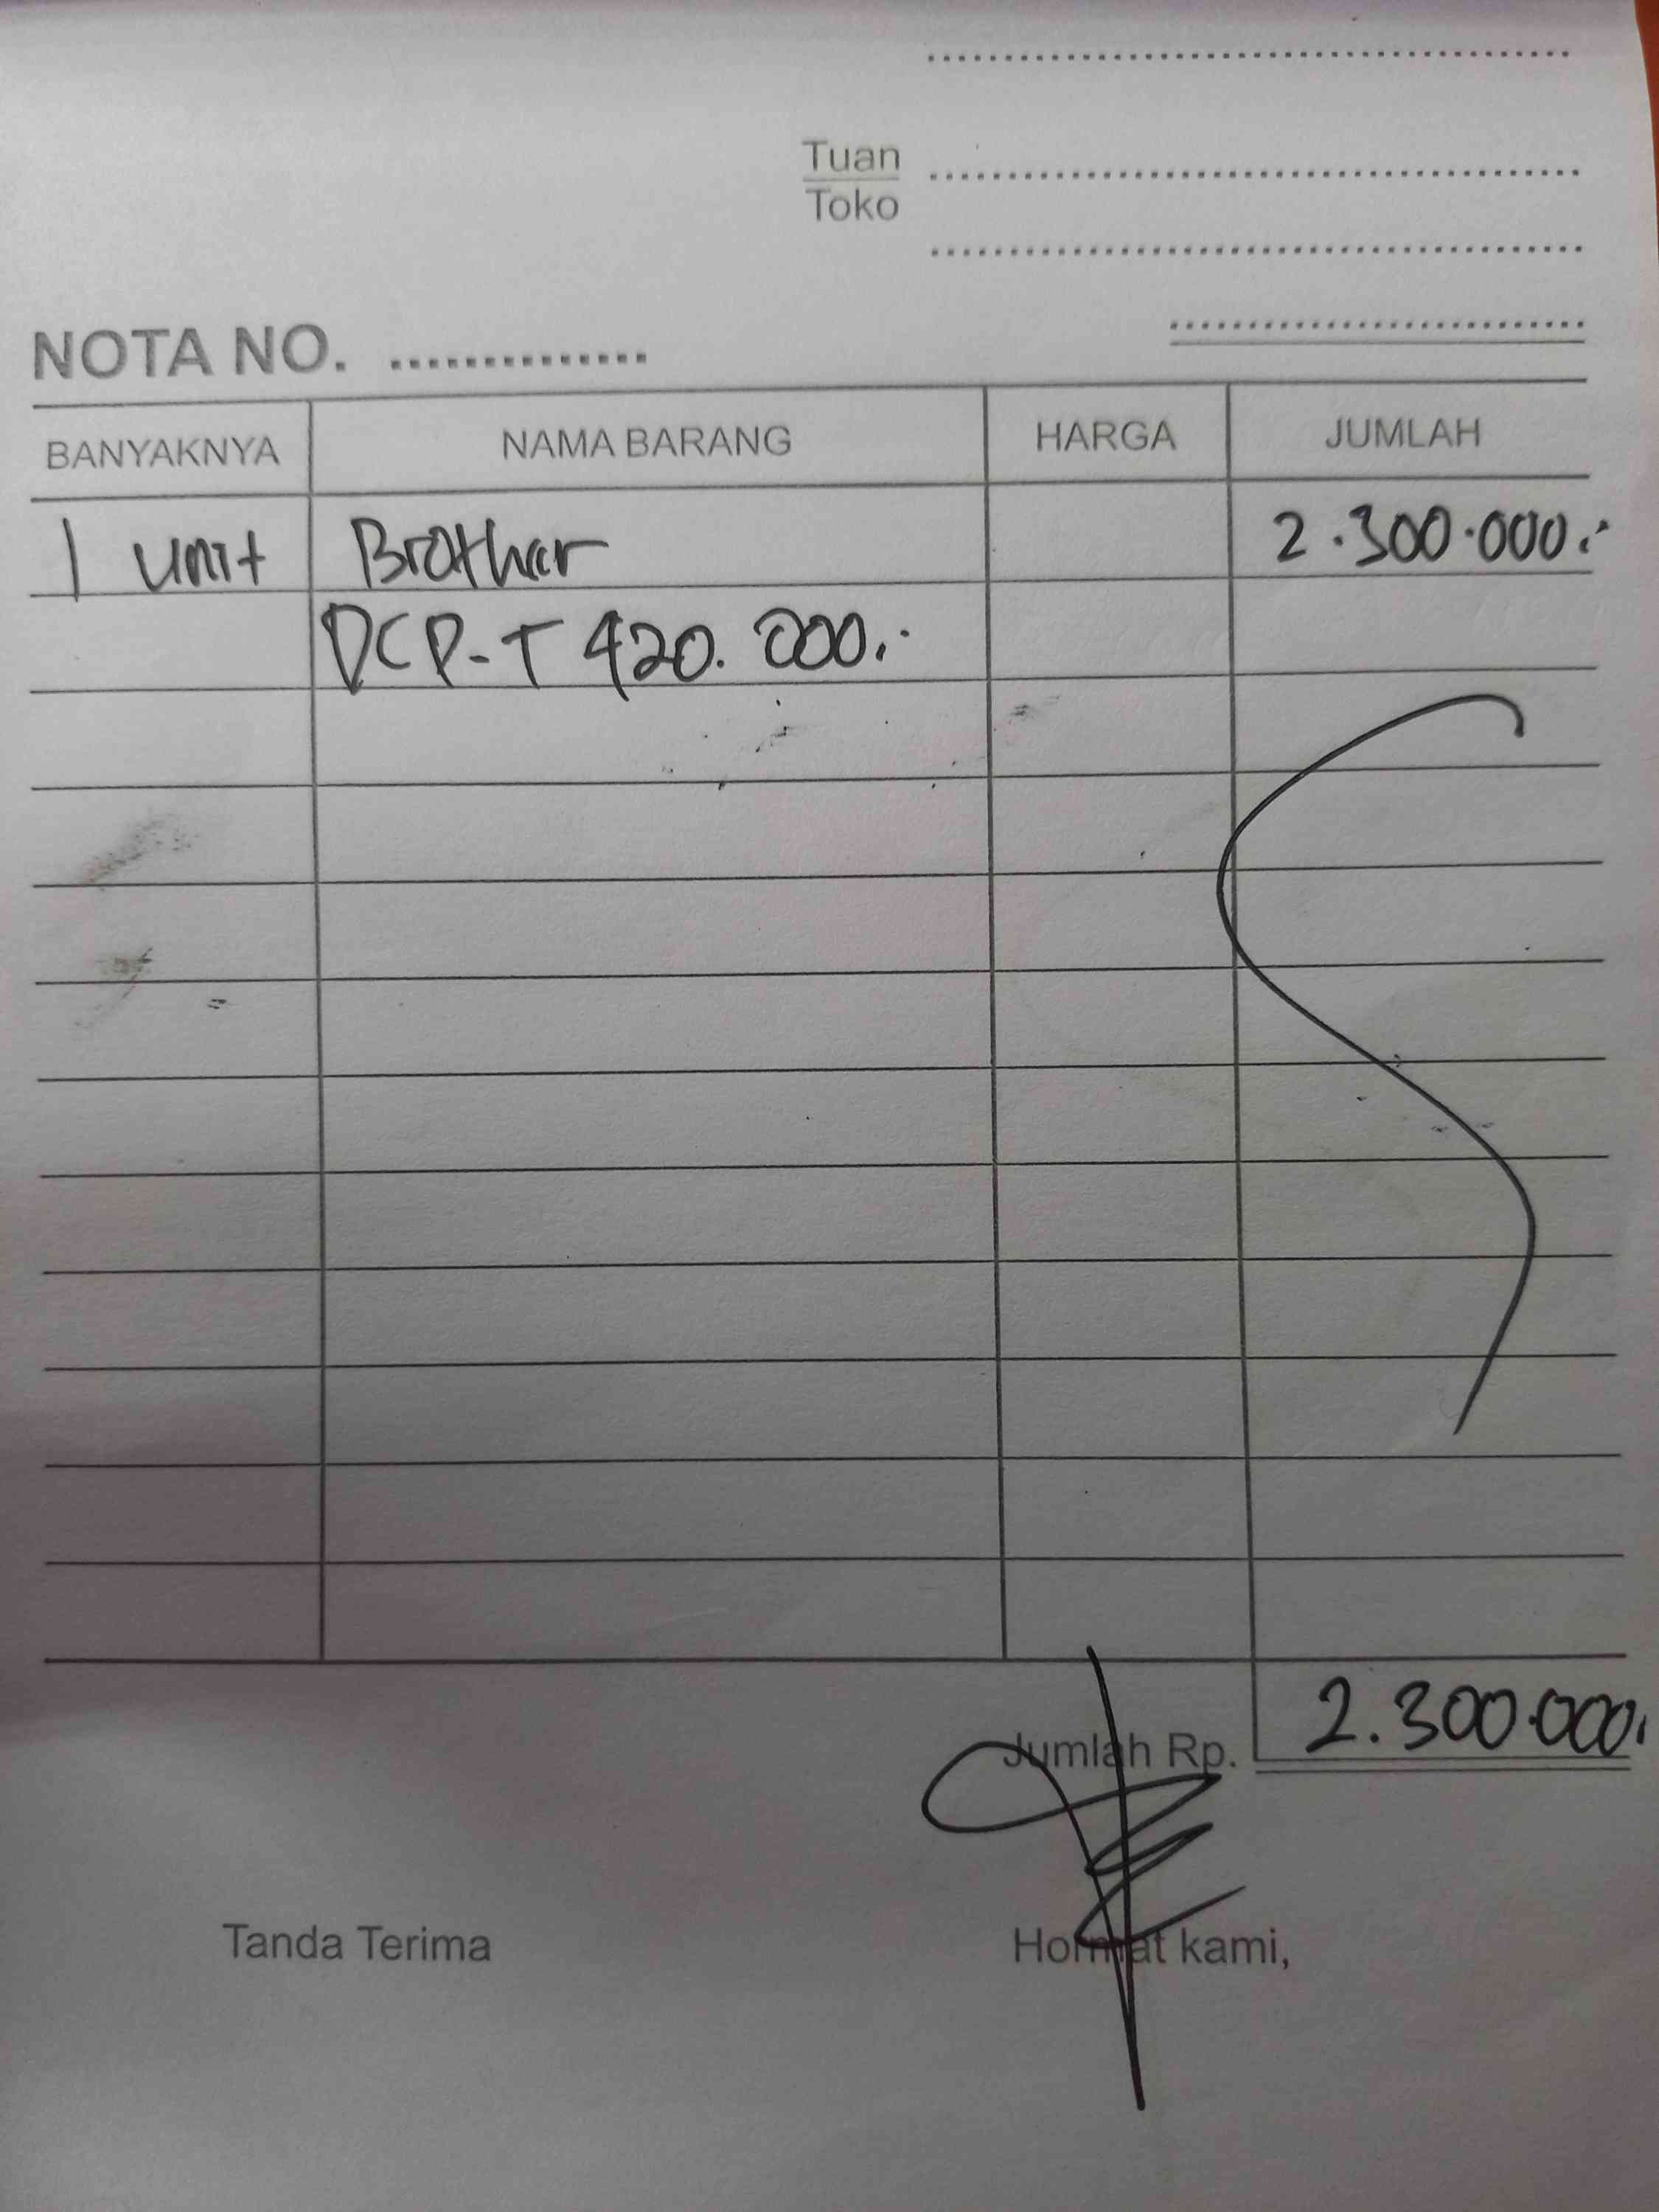 Tuan
Toko
NOTA NO.
BANYAKNYA NAMA BARANG HARGA JUMLAH
1 unit Brother 2.300.000.-
DCP-T 420.000.-
Jumlah Rp. 2.300.000.
Tanda Terima Hormat kami,